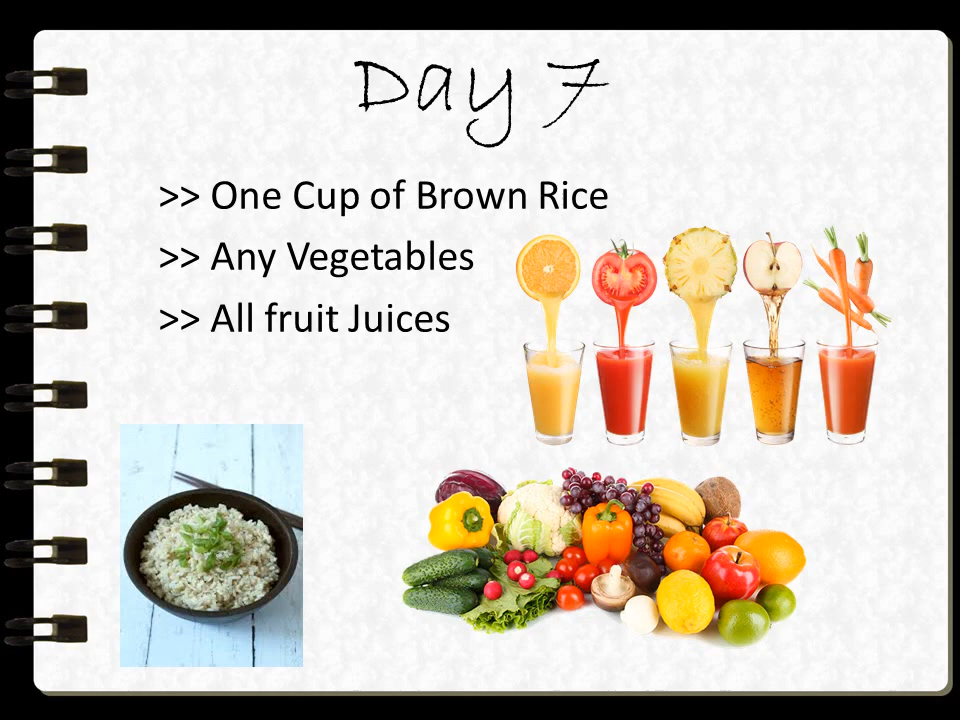 Day 7
>> One Cup of Brown Rice
>> Any Vegetables
>> All fruit Juices